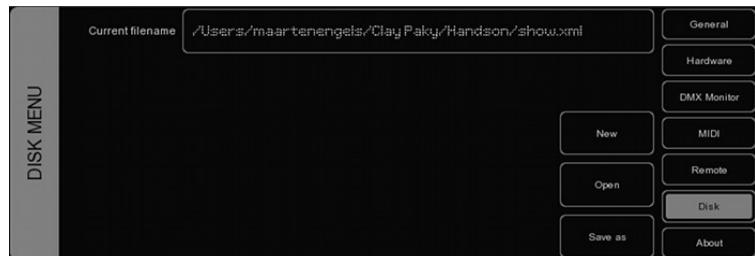 DISK MENU
Current filename
/Users/maartenengels/Clay Paky/Handson/show.xml
New
Open
Save as
General
Hardware
DMX Monitor
MIDI
Remote
Disk
About